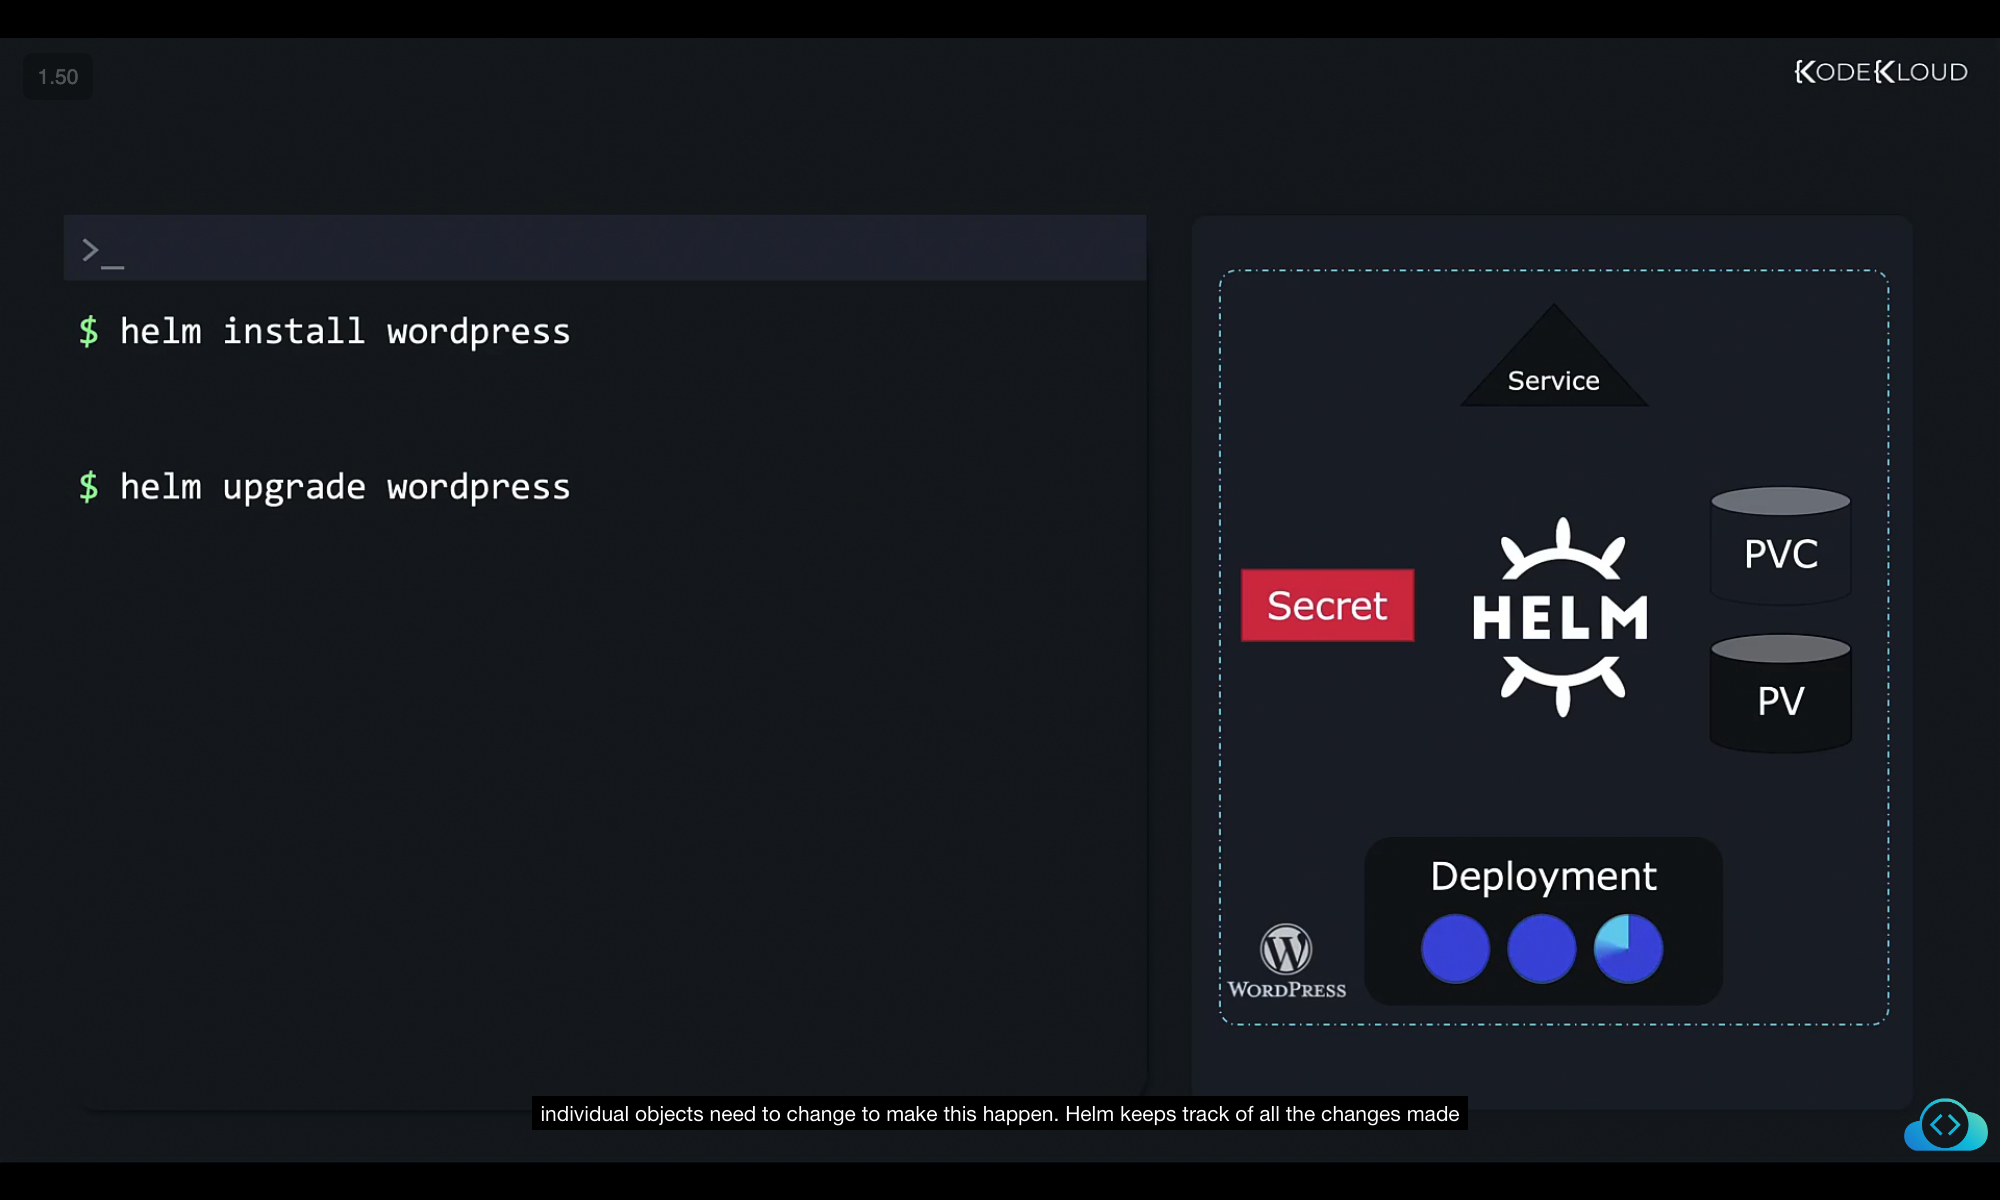 1.50
KODEKLOUD
>_
$ helm install wordpress
$ helm upgrade wordpress
Service
Secret
HELM
PVC
PV
Deployment
WORDPRESS
individual objects need to change to make this happen. Helm keeps track of all the changes made